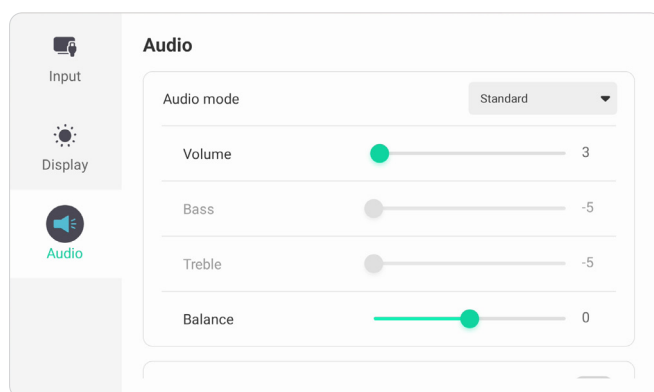 Input
Display
Audio
Audio
Audio mode
Standard
Volume
3
Bass
-5
Treble
-5
Balance
0